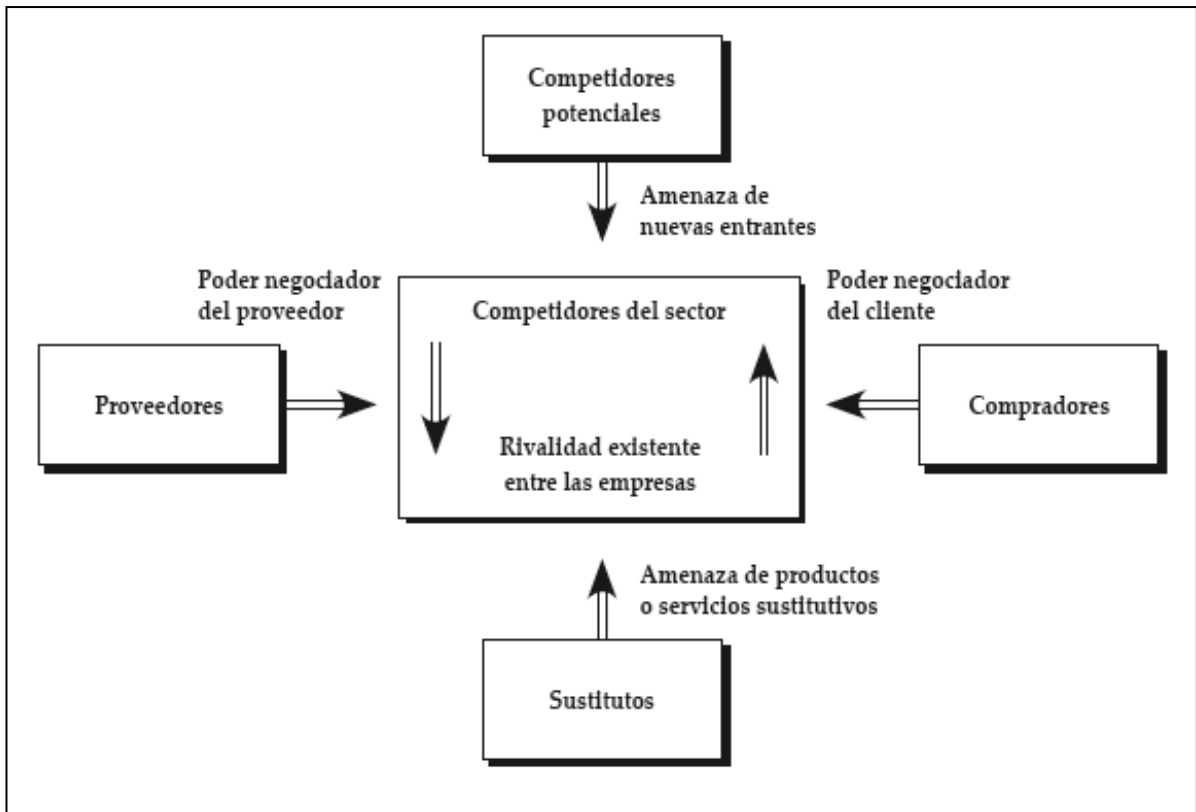 Competidores
potenciales
Amenaza de
nuevas entrantes
Poder negociador
del proveedor
Competidores del sector
Poder negociador
del cliente
Proveedores
Compradores
Rivalidad existente
entre las empresas
Amenaza de productos
o servicios sustitutivos
Sustitutos